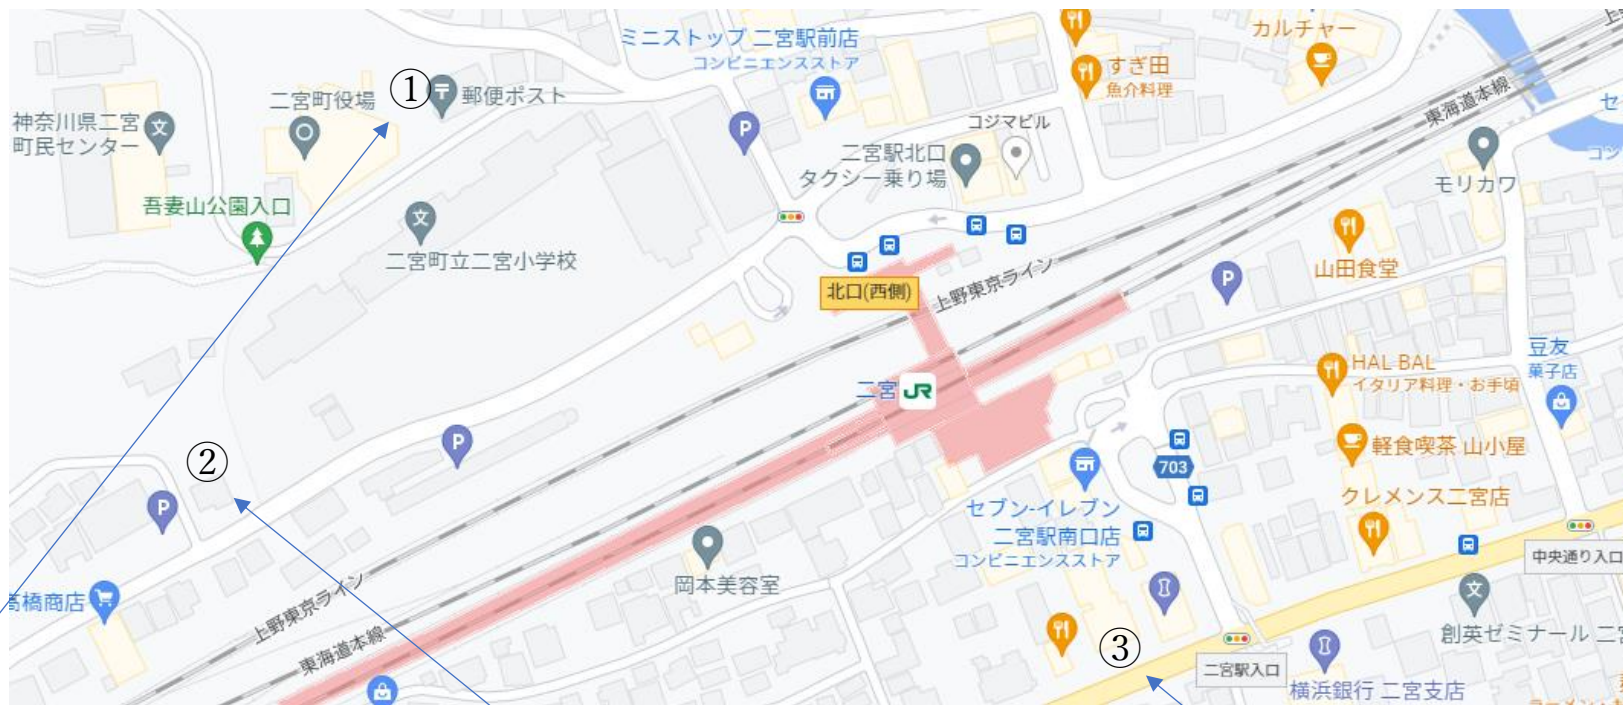 ミニストップ 二宮駅前店
コンビニエンスストア
カルチャー
すぎ田
魚介料理
東海道本線
①
郵便ポスト
二宮町役場
神奈川県二宮
町民センター
P
コジマビル
二宮駅北口
タクシー乗り場
モリカワ
吾妻山公園入口
文
文
二宮町立二宮小学校
山田食堂
上野東京ライン
北口(西側)
P
豆友
菓子店
HAL BAL
イタリア料理・お手頃
二宮
JR
②
P
703
軽食喫茶 山小屋
クレメンス二宮店
P
セブン-イレブン
二宮駅南口店
コンビニエンスストア
岡本美容室
中央通り入口
高橋商店
上野東京ライン
東海道本線
文
創英ゼミナール 二
③
二宮駅入口
横浜銀行 二宮支店